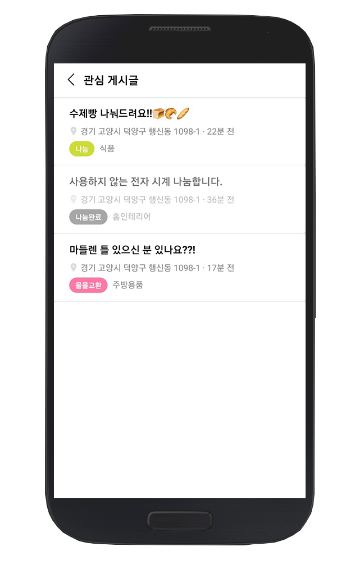 관심 게시글
수제빵 나눠드려요!!🍞🥐🥖
경기 고양시 덕양구 행신동 1098-1 · 22분 전
나눔 식품
사용하지 않는 전자 시계 나눔합니다.
경기 고양시 덕양구 행신동 1098-1 · 36분 전
나눔완료 홈인테리어
마들렌 틀 있으신 분 있나요??!
경기 고양시 덕양구 행신동 1098-1 · 17분 전
물물교환 주방용품